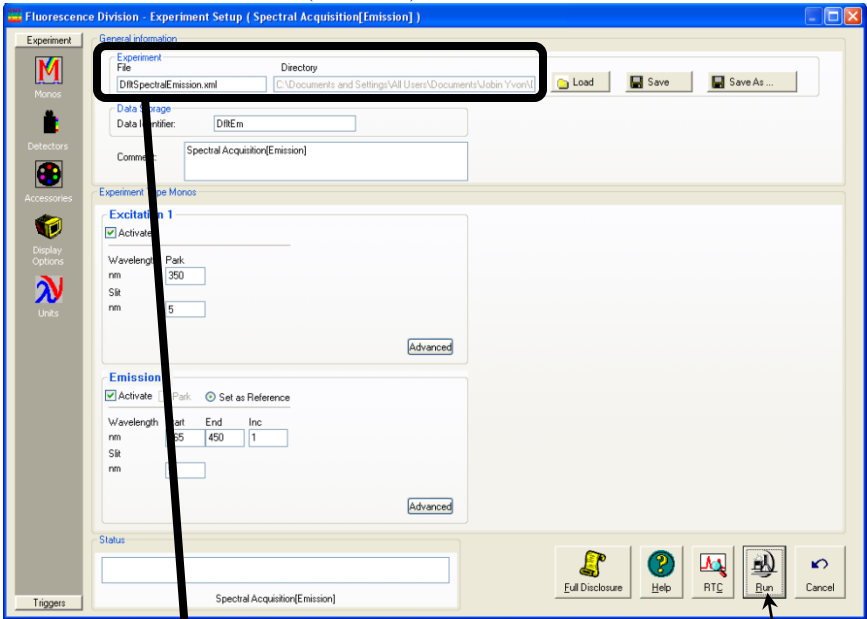 Fluorescence Division - Experiment Setup ( Spectral Acquisition[Emission] )
Experiment
General information
Experiment
File Directory
DfltSpectralEmission.xml C:\Documents and Settings\All Users\Documents\Jobin Yvon\
Load Save Save As ...
Monos
Data Storage
Data Identifier: DfltEm
Detectors
Comment: Spectral Acquisition[Emission]
Accessories
Experiment Type Monos
Excitation 1
Activate
Display
Options
Wavelength Park
nm 350
Slit
nm 5
Units
Advanced
Emission
Activate Park Set as Reference
Wavelength Start End Inc
nm 450 1
Slit
nm
Advanced
Status
Spectral Acquisition[Emission]
Full Disclosure Help RTC Run Cancel
Triggers